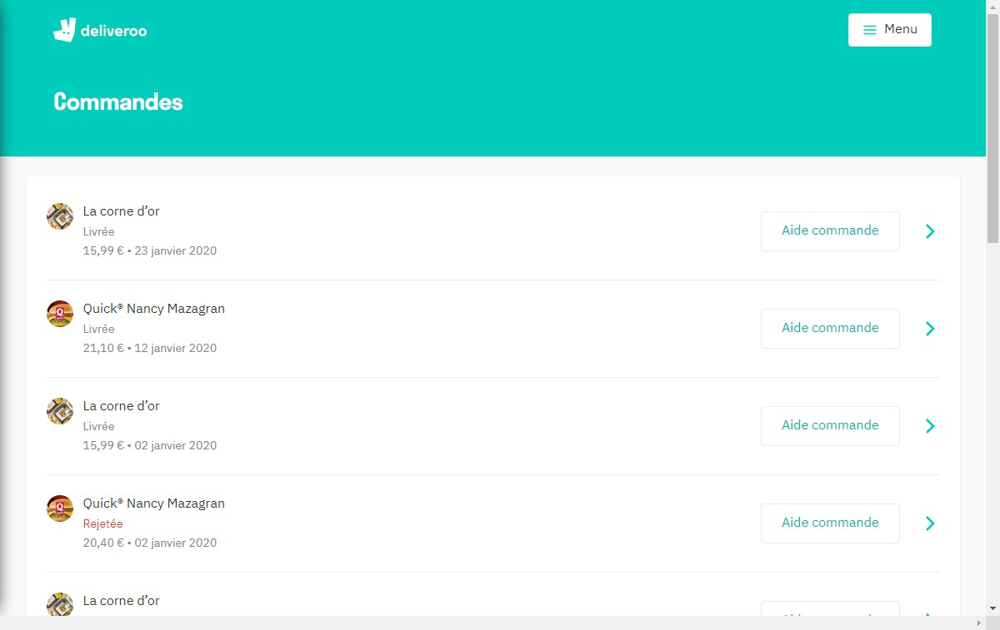 deliveroo
Menu
Commandes
La corne d’or
Livrée
15,99 € • 23 janvier 2020
Aide commande
Quick® Nancy Mazagran
Livrée
21,10 € • 12 janvier 2020
Aide commande
La corne d’or
Livrée
15,99 € • 02 janvier 2020
Aide commande
Quick® Nancy Mazagran
Rejetée
20,40 € • 02 janvier 2020
Aide commande
La corne d’or